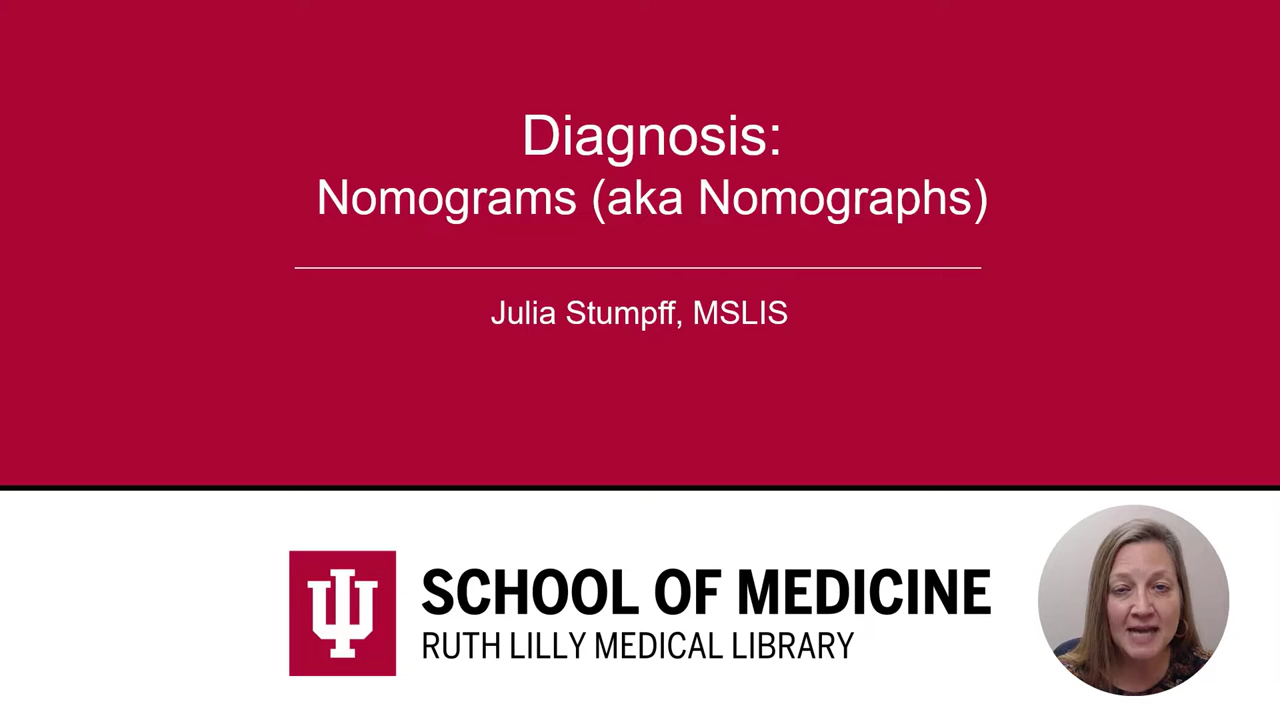 Diagnosis:
Nomograms (aka Nomographs)
Julia Stumpff, MSLIS
SCHOOL OF MEDICINE
RUTH LILLY MEDICAL LIBRARY